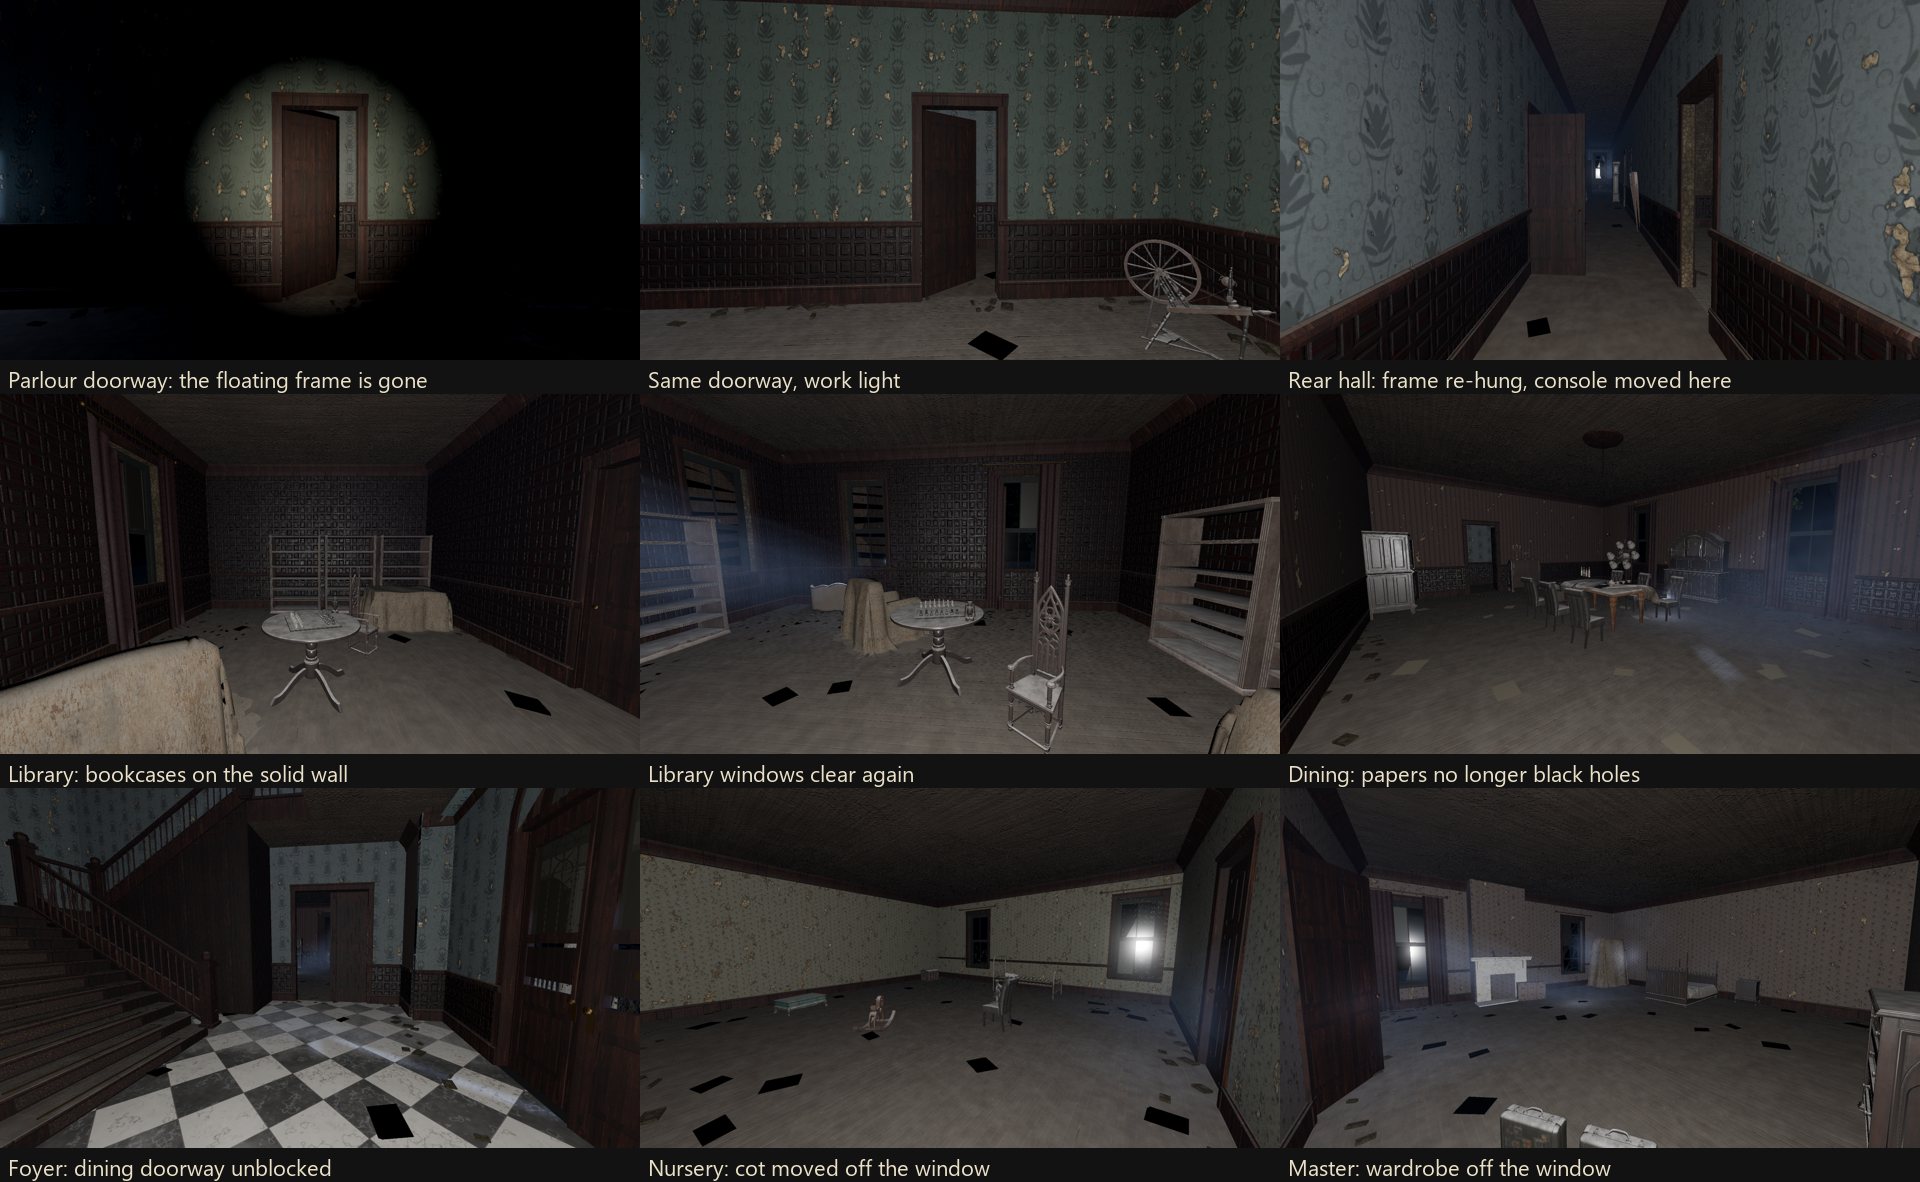 Parlour doorway: the floating frame is gone
Same doorway, work light
Rear hall: frame re-hung, console moved here
Library: bookcases on the solid wall
Library windows clear again
Dining: papers no longer black holes
Foyer: dining doorway unblocked
Nursery: cot moved off the window
Master: wardrobe off the window